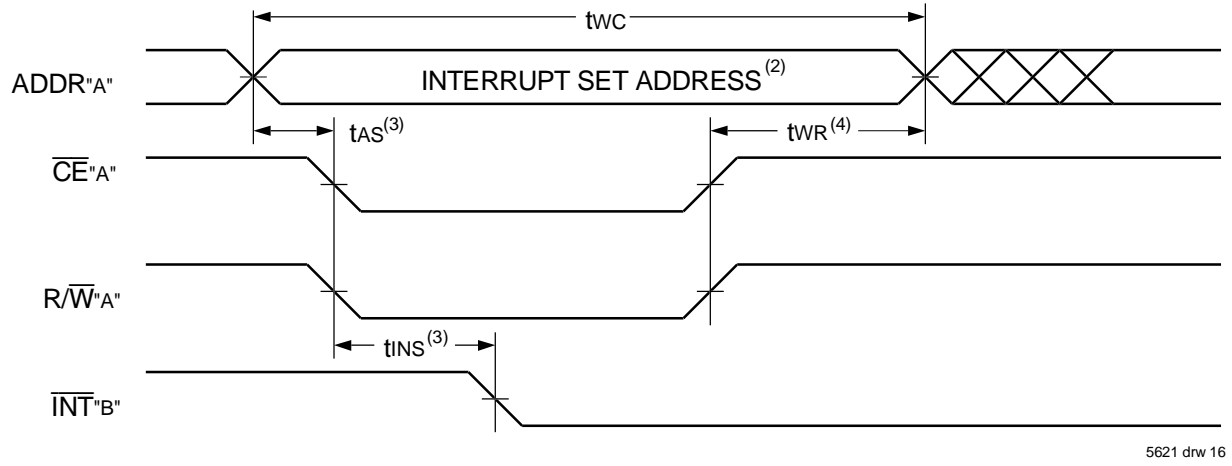 tWC
ADDR"A"
INTERRUPT SET ADDRESS(2)
tAS(3)
tWR(4)
CE"A"
R/W"A"
tINS(3)
INT"B"
5621 drw 16